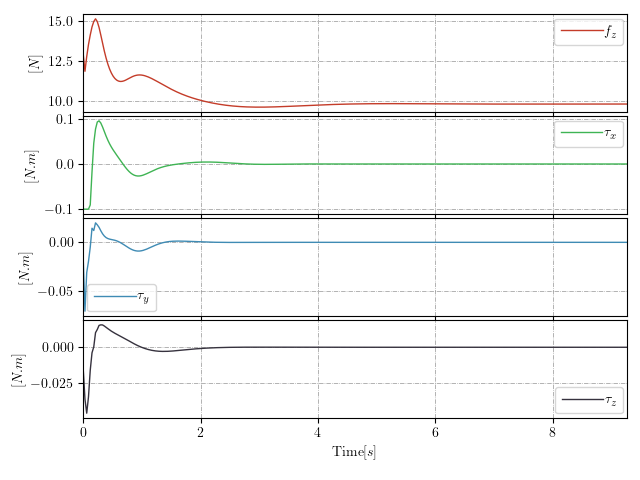 15.0
12.5
10.0
[N]
f_z
0.1
0.0
−0.1
[N.m]
τ_x
0.00
−0.05
[N.m]
τ_y
0.000
−0.025
[N.m]
τ_z
0 2 4 6 8
Time[s]